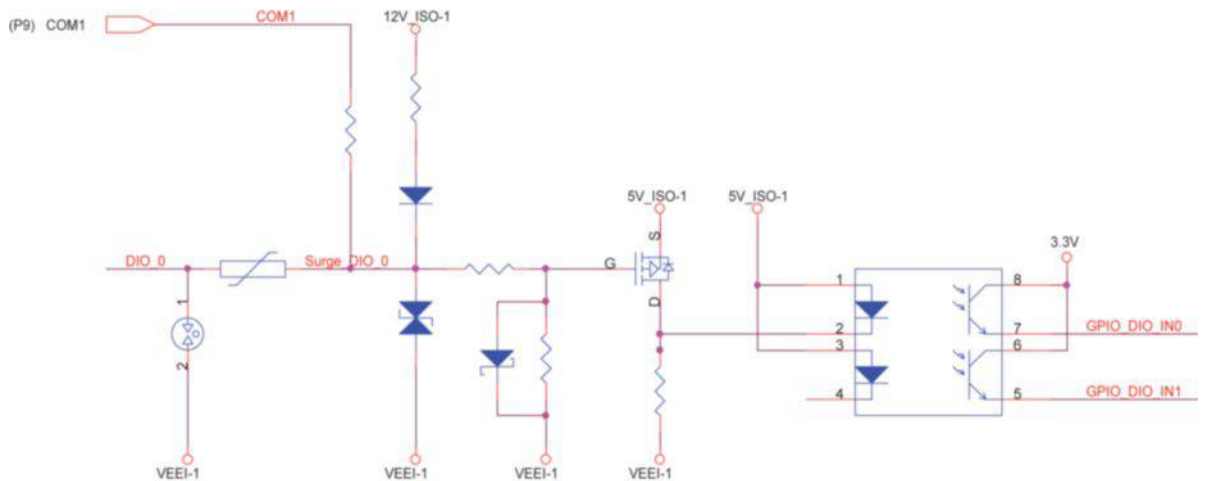 (P9) COM1
COM1
12V_ISO-1
5V_ISO-1
5V_ISO-1
3.3V
S
G
D
DIO_0
Surge_DIO_0
1
2
1
2
3
4
8
7
6
5
GPIO_DIO_IN0
GPIO_DIO_IN1
VEEI-1
VEEI-1
VEEI-1
VEEI-1